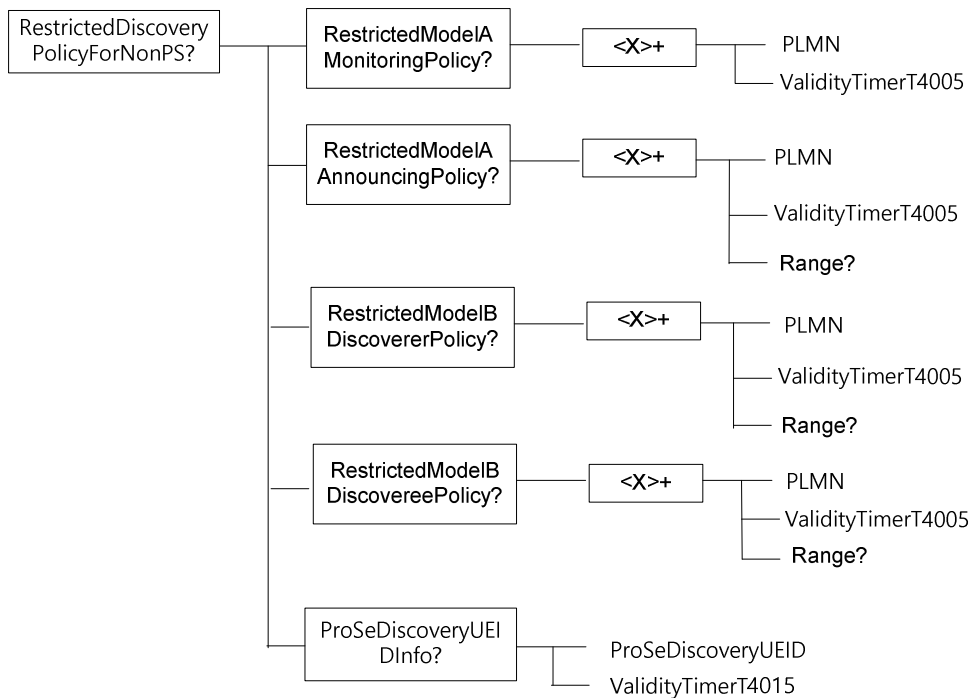 RestrictedDiscovery
PolicyForNonPS?
RestrictedModelA
MonitoringPolicy?
<X>+
PLMN
ValidityTimerT4005
RestrictedModelA
AnnouncingPolicy?
<X>+
PLMN
ValidityTimerT4005
Range?
RestrictedModelB
DiscovererPolicy?
<X>+
PLMN
ValidityTimerT4005
Range?
RestrictedModelB
DiscovereePolicy?
<X>+
PLMN
ValidityTimerT4005
Range?
ProSeDiscoveryUEI
DInfo?
ProSeDiscoveryUEID
ValidityTimerT4015